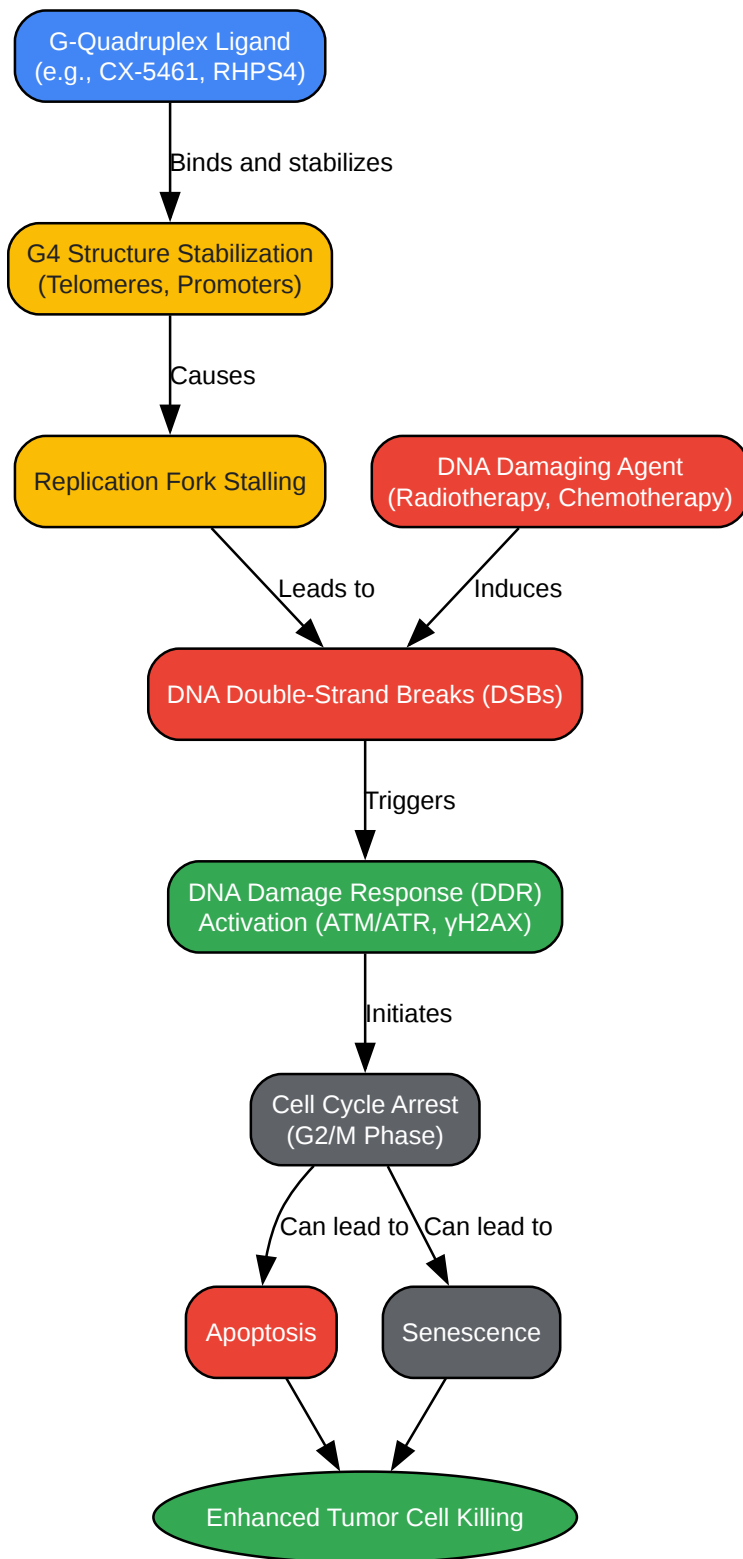 G-Quadruplex Ligand
(e.g., CX-5461, RHPS4)
Binds and stabilizes
G4 Structure Stabilization
(Telomeres, Promoters)
Causes
Replication Fork Stalling
DNA Damaging Agent
(Radiotherapy, Chemotherapy)
Leads to
Induces
DNA Double-Strand Breaks (DSBs)
Triggers
DNA Damage Response (DDR)
Activation (ATM/ATR, γH2AX)
Initiates
Cell Cycle Arrest
(G2/M Phase)
Can lead to
Can lead to
Apoptosis
Senescence
Enhanced Tumor Cell Killing